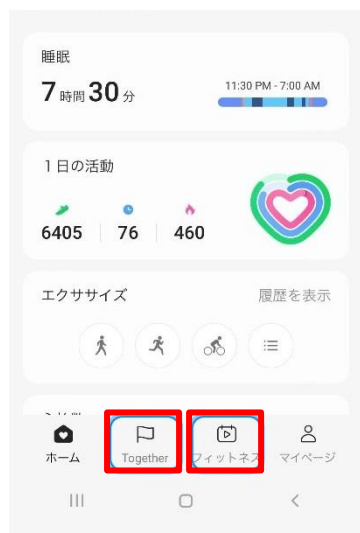 睡眠
7 時間 30 分
11:30 PM - 7:00 AM
1日の活動
6405 76 460
エクササイズ
履歴を表示
ホーム Together フィットネス マイページ